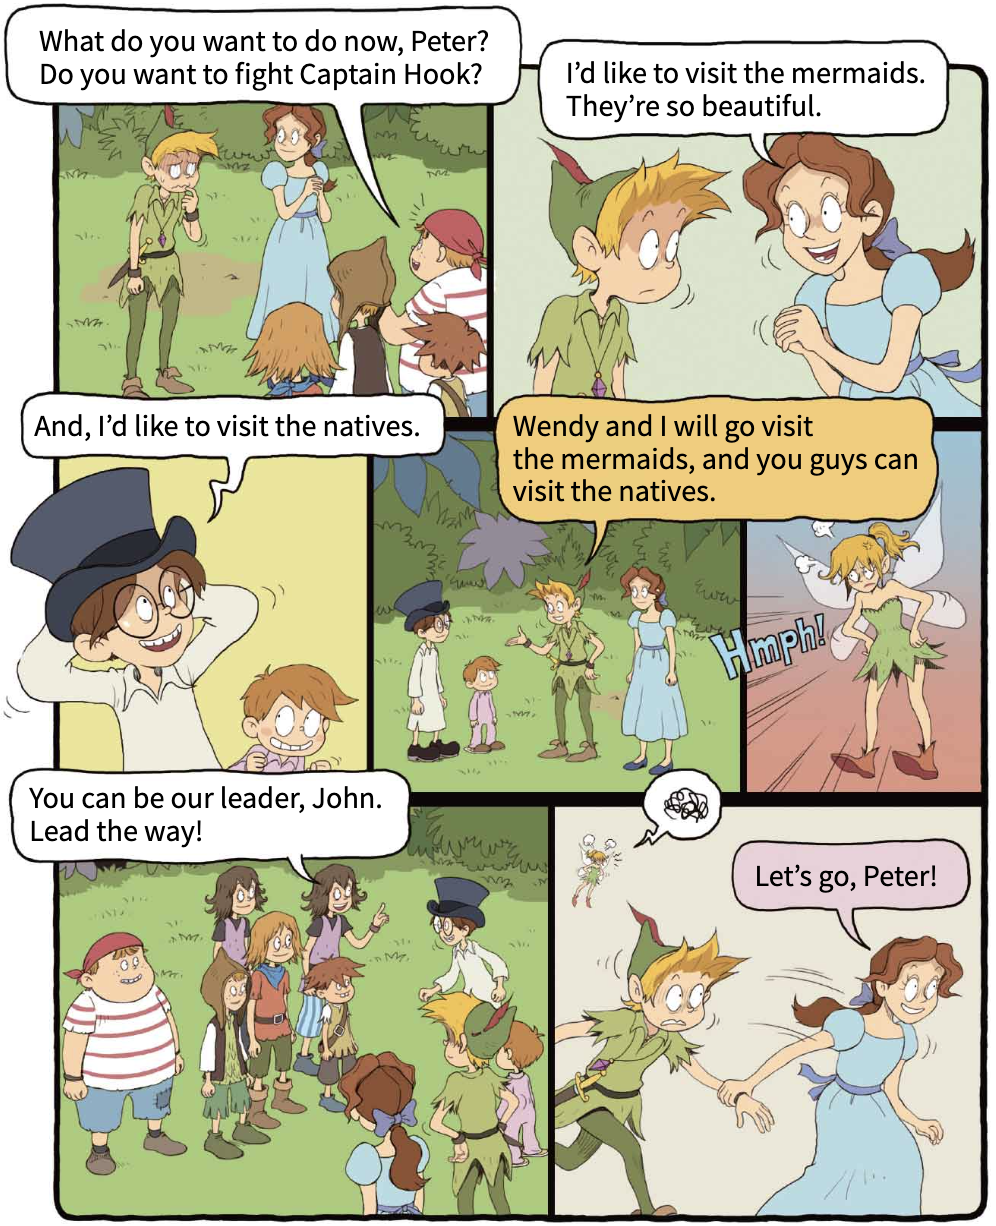 What do you want to do now, Peter?
Do you want to fight Captain Hook?
I'd like to visit the mermaids.
They're so beautiful.
And, I'd like to visit the natives.
Wendy and I will go visit
the mermaids, and you guys can
visit the natives.
Hmph!
You can be our leader, John.
Lead the way!
Let's go, Peter!